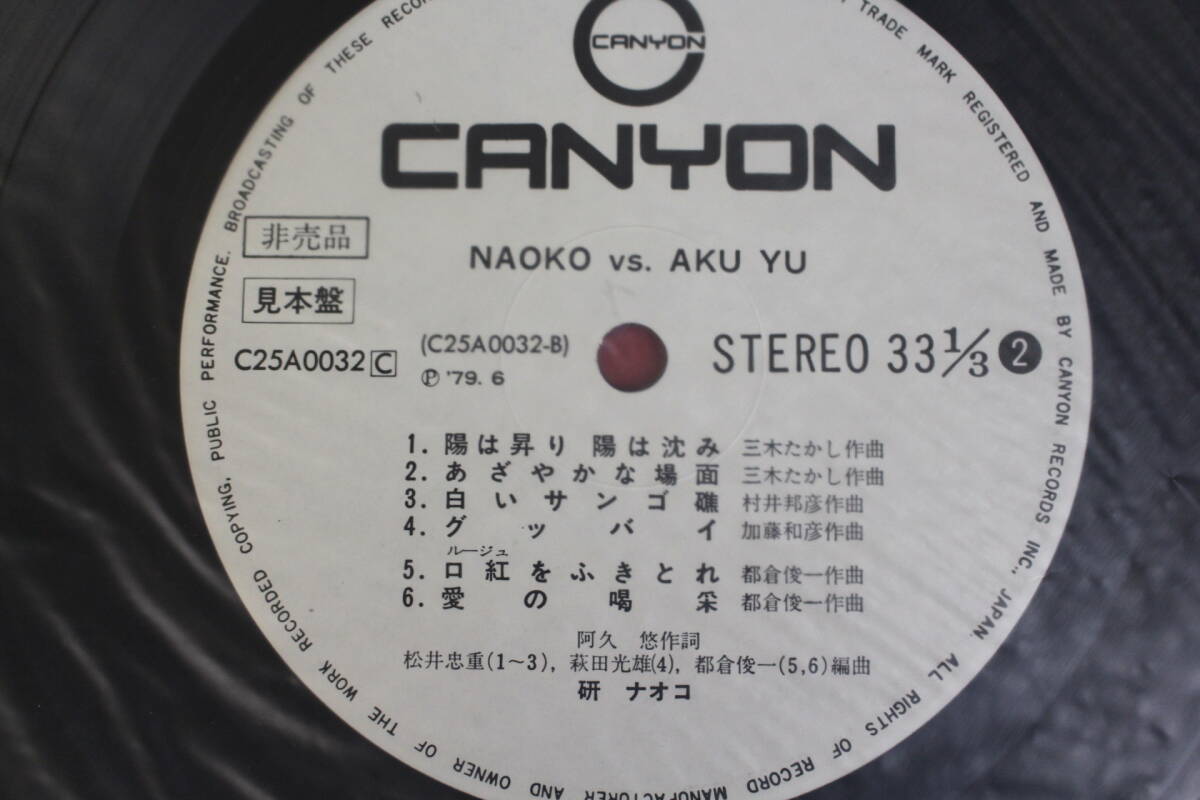 CANYON
CANYON
非売品
NAOKO vs. AKU YU
見本盤
C25A0032 C
(C25A0032-B)
Ⓟ '79. 6
STEREO 33 1/3 2
1. 陽は昇り 陽は沈み 三木たかし作曲
2. あざやかな場面 三木たかし作曲
3. 白いサンゴ礁 村井邦彦作曲
4. グッバイ 加藤和彦作曲
ルージュ
5. 口紅をふきとれ 都倉俊一作曲
6. 愛の喝采 都倉俊一作曲
阿久 悠作詞
松井忠重(1~3), 萩田光雄(4), 都倉俊一(5,6)編曲
研 ナオコ
TRADE MARK REGISTERED AND MADE BY CANYON RECORDS INC., JAPAN. ALL RIGHTS OF RECORD MANUFACTURER AND OWNER OF THE WORK RECORDED COPYING, PUBLIC PERFORMANCE. BROADCASTING OF THESE